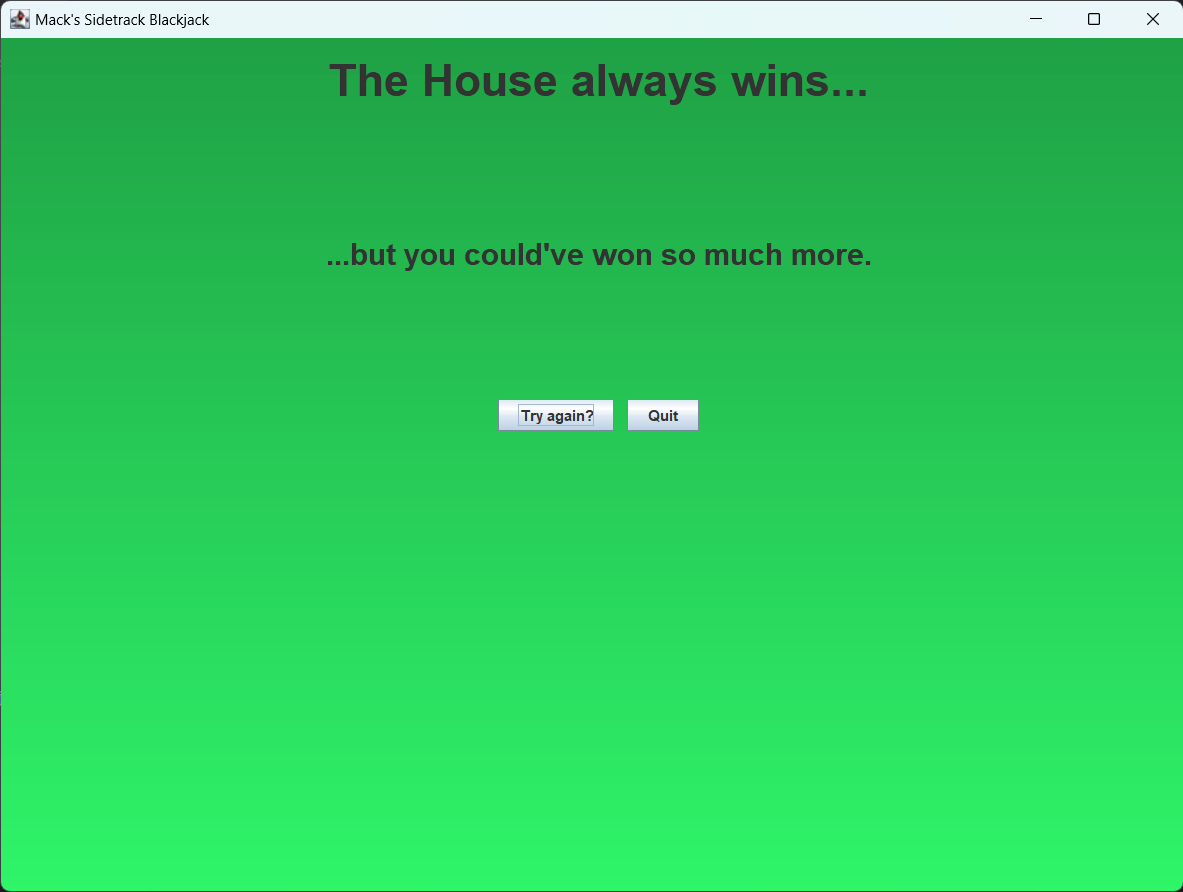 Mack's Sidetrack Blackjack
The House always wins...
...but you could've won so much more.
Try again? Quit